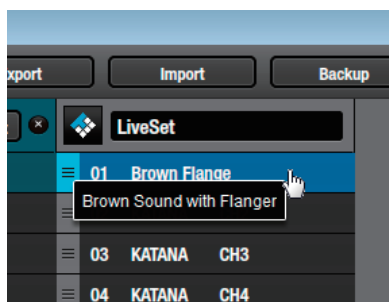 xport Import Backup
LiveSet
01 Brown Flange
Brown Sound with Flanger
03 KATANA CH3
04 KATANA CH4